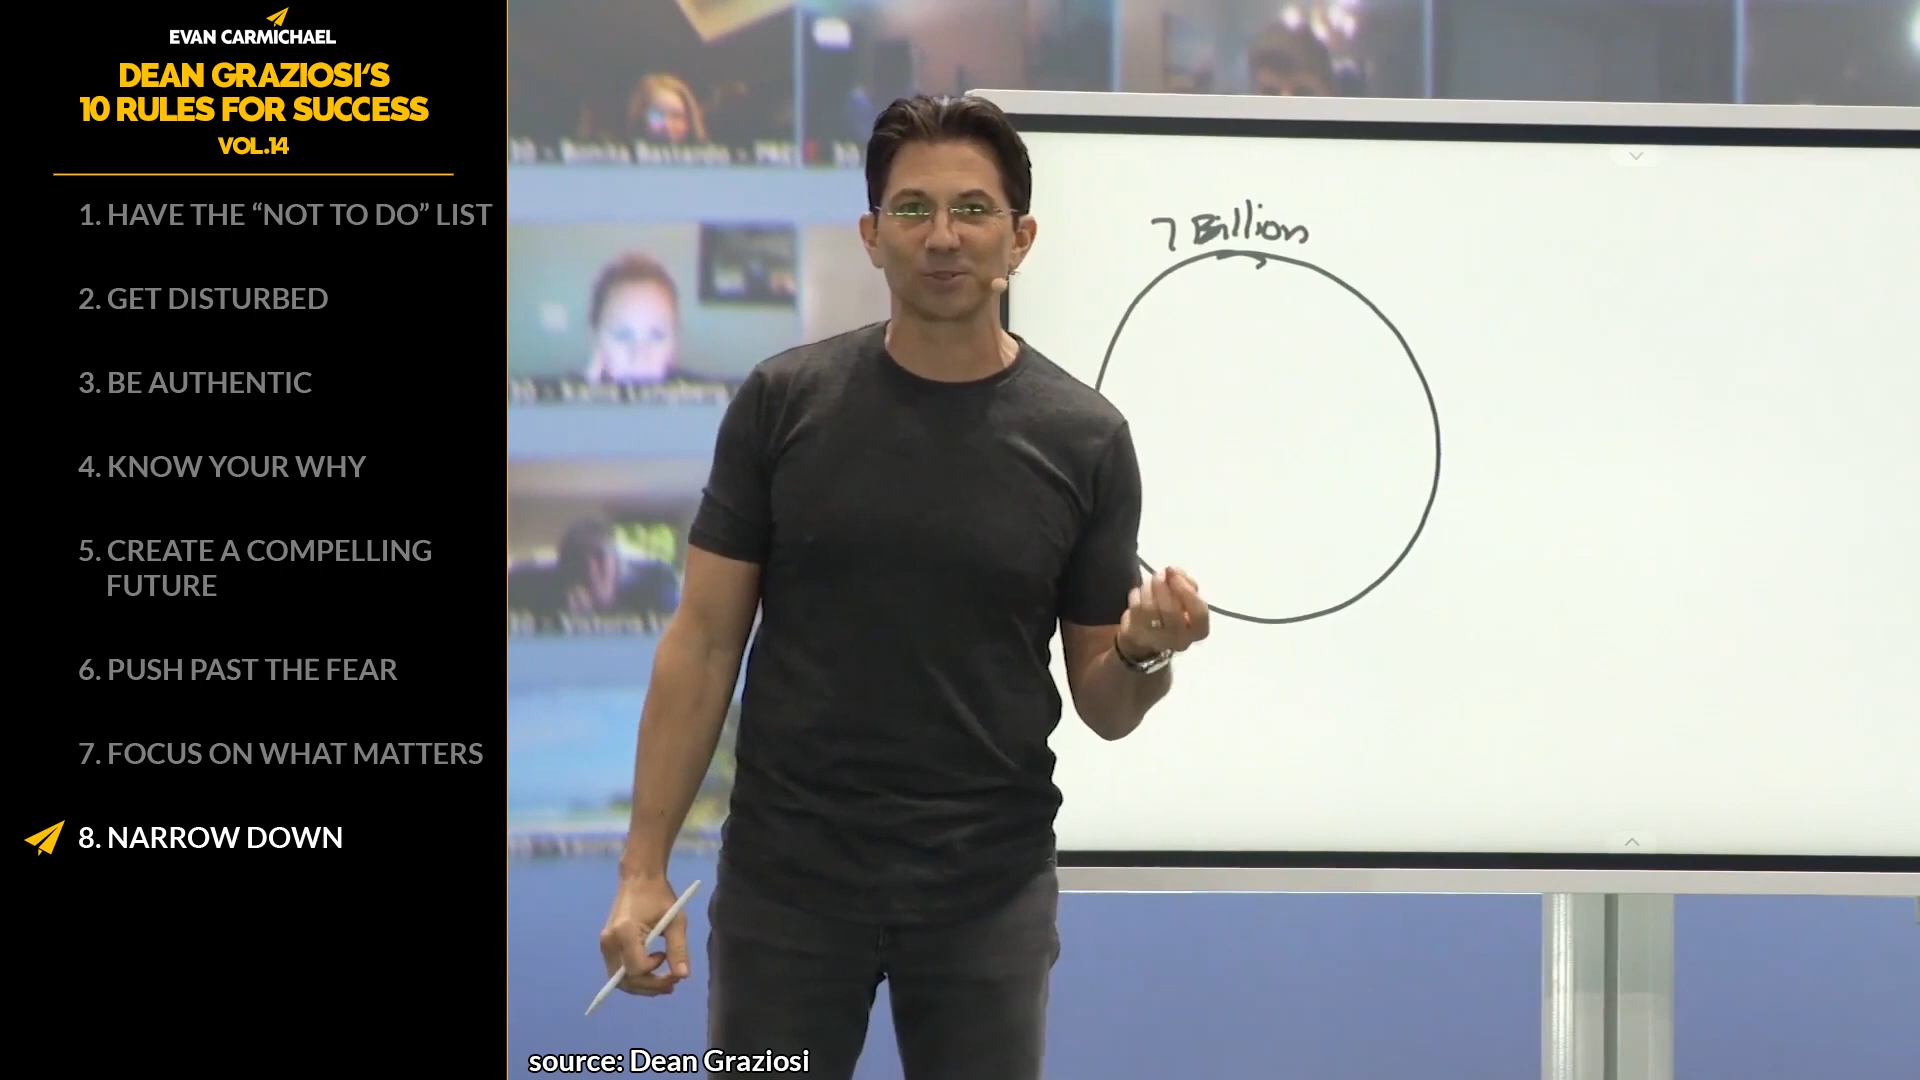 EVAN CARMICHAEL
DEAN GRAZIOSI'S
10 RULES FOR SUCCESS
VOL.14
1. HAVE THE “NOT TO DO” LIST
2. GET DISTURBED
3. BE AUTHENTIC
4. KNOW YOUR WHY
5. CREATE A COMPELLING
FUTURE
6. PUSH PAST THE FEAR
7. FOCUS ON WHAT MATTERS
8. NARROW DOWN
7 Billion
source: Dean Graziosi